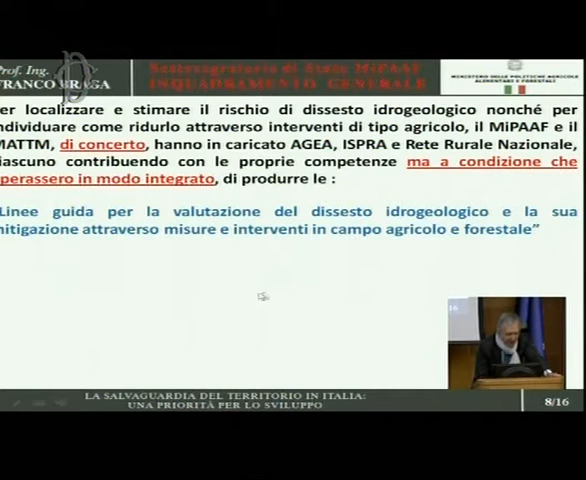 Prof. Ing.
FRANCO BRAGA
Sottosegretario di Stato MiPAAF
INQUADRAMENTO GENERALE
MINISTERO DELLE POLITICHE AGRICOLE
ALIMENTARI E FORESTALI
er localizzare e stimare il rischio di dissesto idrogeologico nonché per
ndividuare come ridurlo attraverso interventi di tipo agricolo, il MiPAAF e il
MATTM, di concerto, hanno in caricato AGEA, ISPRA e Rete Rurale Nazionale,
iascuno contribuendo con le proprie competenze ma a condizione che
perassero in modo integrato, di produrre le :
Linee guida per la valutazione del dissesto idrogeologico e la sua
mitigazione attraverso misure e interventi in campo agricolo e forestale”
LA SALVAGUARDIA DEL TERRITORIO IN ITALIA:
UNA PRIORITÀ PER LO SVILUPPO
8/16